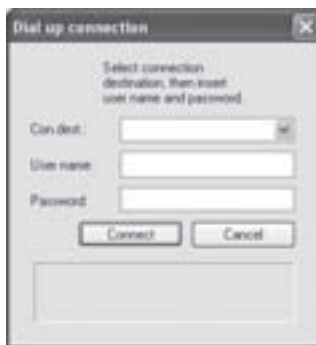 Dial up connection
Select connection
destination, then insert
user name and password.
Con.dest.:
User name:
Password:
Connect
Cancel